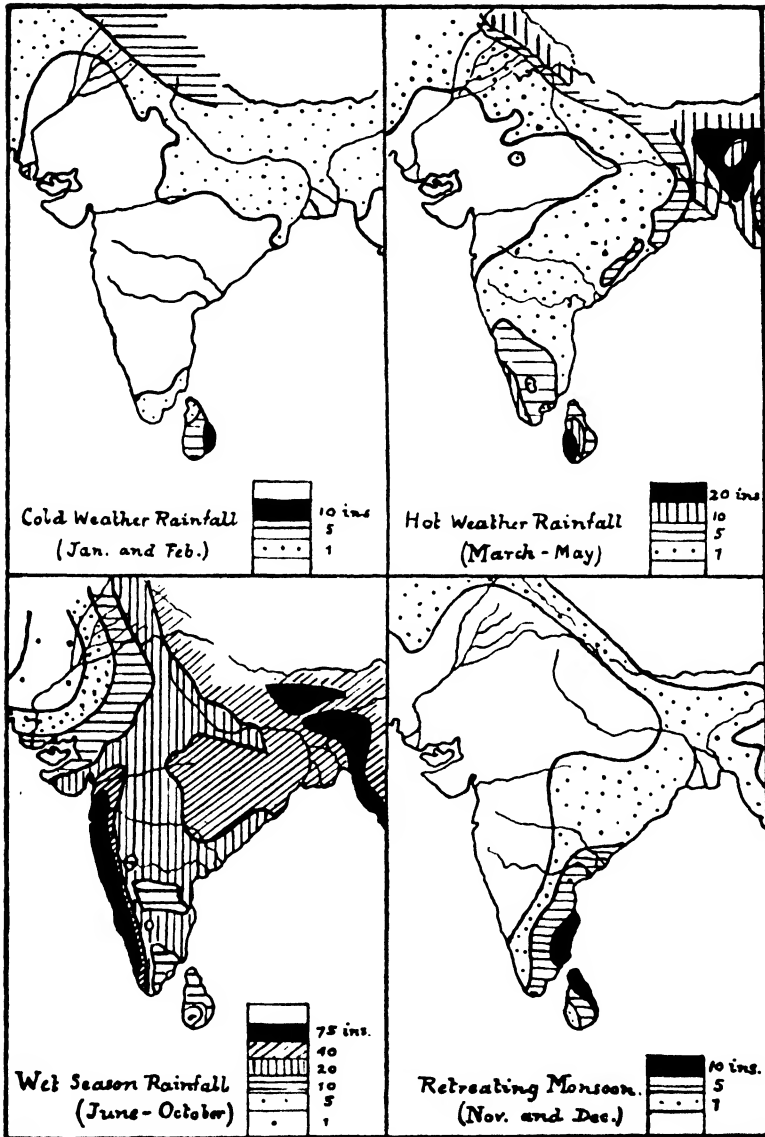 Cold Weather Rainfall
(Jan. and Feb.)
10 ins
5
1
Hot Weather Rainfall
(March - May)
20 ins.
10
5
1
Wet Season Rainfall
(June - October)
75 ins.
40
20
10
5
1
Retreating Monsoon.
(Nov. and Dec.)
10 ins.
5
1